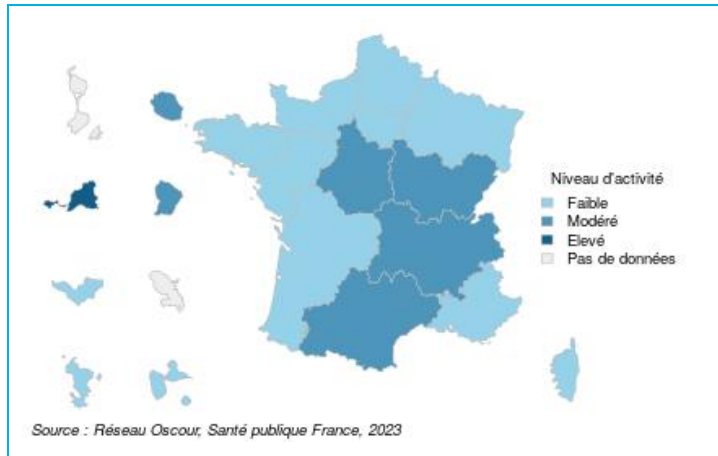 Niveau d'activité
Faible
Modéré
Elevé
Pas de données
Source : Réseau Oscour, Santé publique France, 2023